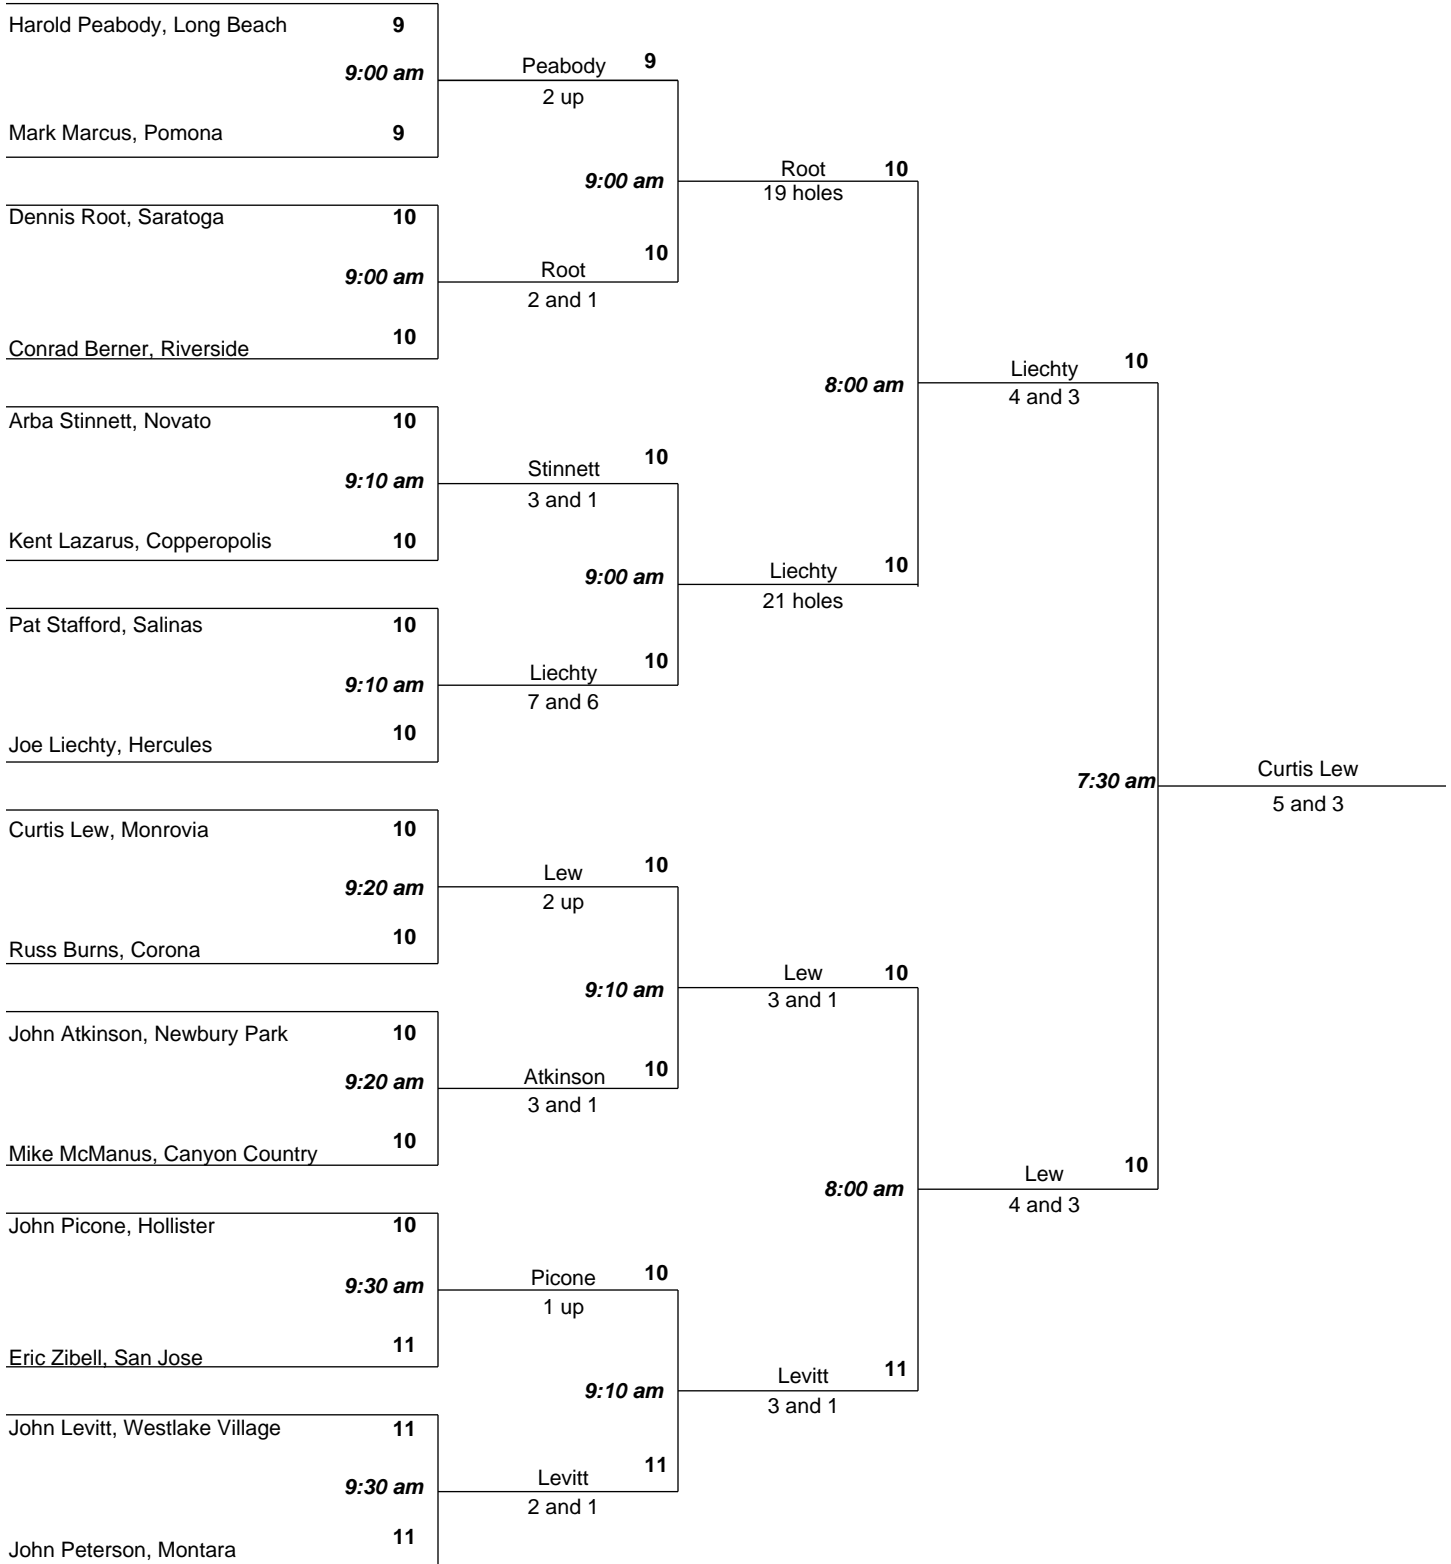 Harold Peabody, Long Beach 9
9:00 am
Mark Marcus, Pomona 9
Dennis Root, Saratoga 10
9:00 am
Conrad Berner, Riverside 10
Arba Stinnett, Novato 10
9:10 am
Kent Lazarus, Copperopolis 10
Pat Stafford, Salinas 10
9:10 am
Joe Liechty, Hercules 10
Curtis Lew, Monrovia 10
9:20 am
Russ Burns, Corona 10
John Atkinson, Newbury Park 10
9:20 am
Mike McManus, Canyon Country 10
John Picone, Hollister 10
9:30 am
Eric Zibell, San Jose 11
John Levitt, Westlake Village 11
9:30 am
John Peterson, Montara 11
Peabody 9
2 up
9:00 am
Root 10
2 and 1
Stinnett 10
3 and 1
9:00 am
Liechty 10
7 and 6
Lew 10
2 up
9:10 am
Atkinson 10
3 and 1
Picone 10
1 up
9:10 am
Levitt 11
2 and 1
Root 10
19 holes
8:00 am
Liechty 10
21 holes
Lew 10
3 and 1
8:00 am
Levitt 11
3 and 1
Liechty 10
4 and 3
7:30 am
Lew 10
4 and 3
Curtis Lew
5 and 3